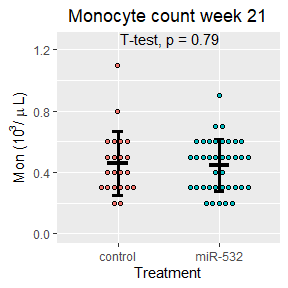 Monocyte count week 21
T-test, p = 0.79
Mon (10³/ μ L)
1.2
0.8
0.4
0.0
control
miR-532
Treatment